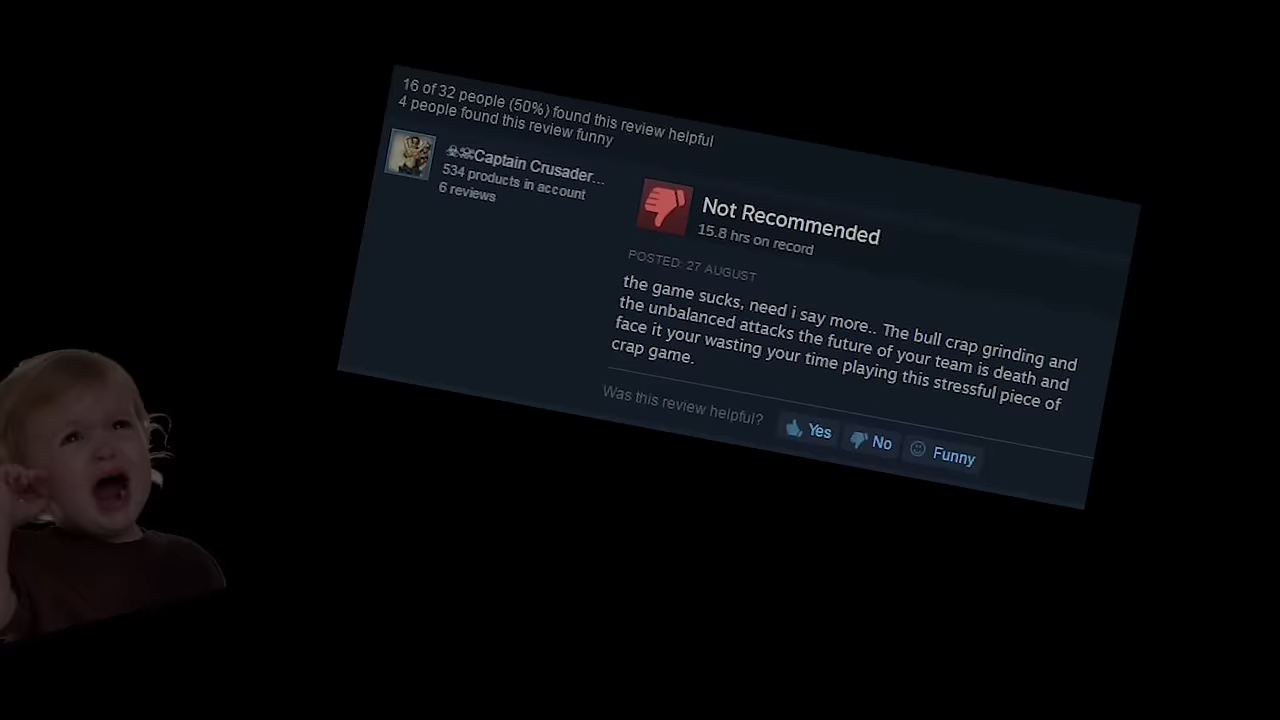 16 of 32 people (50%) found this review helpful
4 people found this review funny
☠☠Captain Crusader...
534 products in account
6 reviews
Not Recommended
15.8 hrs on record
POSTED: 27 AUGUST
the game sucks, need i say more.. The bull crap grinding and
the unbalanced attacks the future of your team is death and
face it your wasting your time playing this stressful piece of
crap game.
Was this review helpful?
Yes
No
Funny